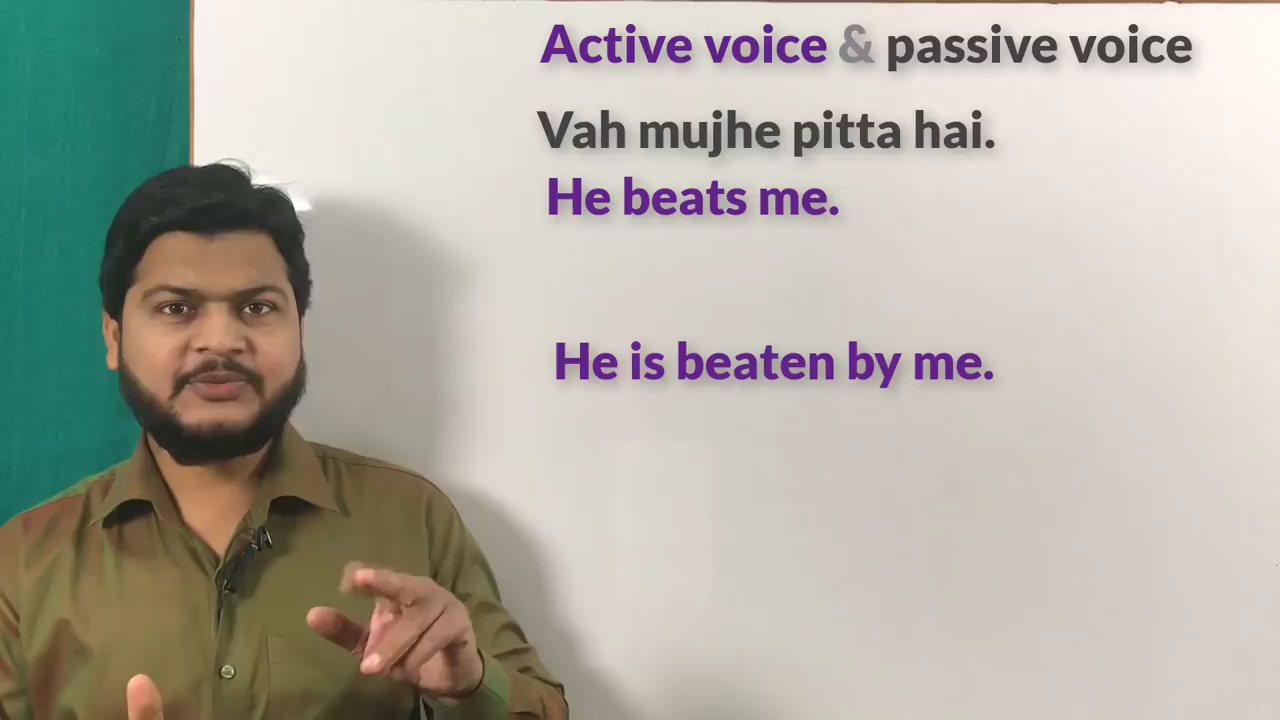 Active voice & passive voice
Vah mujhe pitta hai.
He beats me.
He is beaten by me.